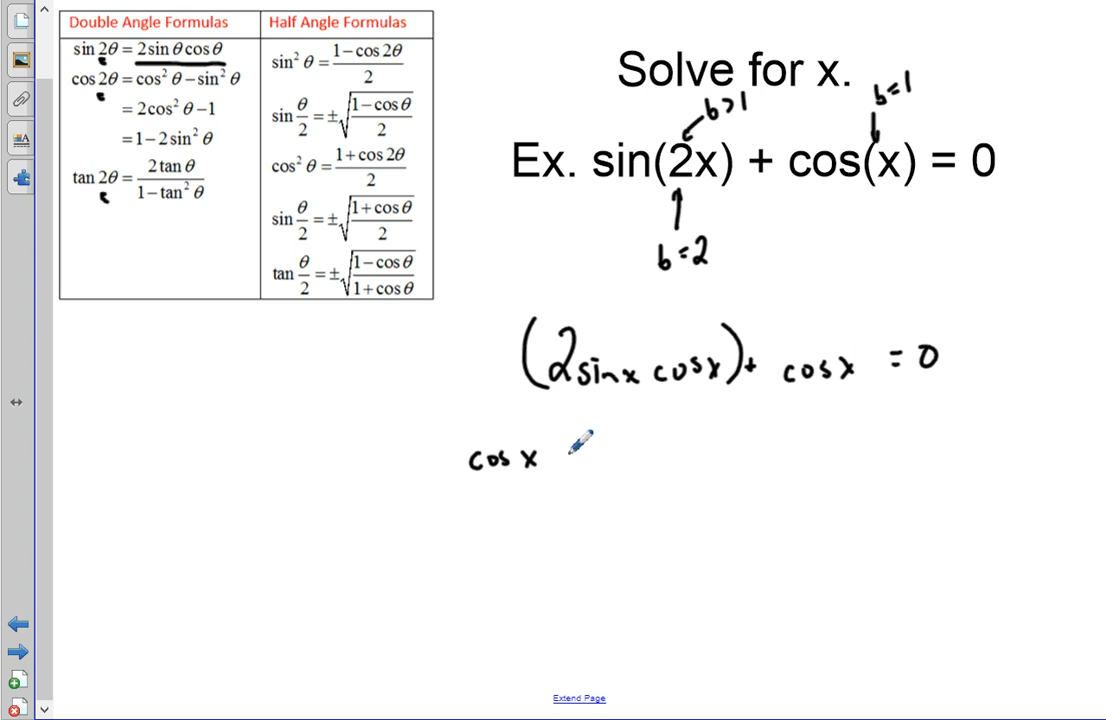 Double Angle Formulas
sin 2θ = 2 sin θ cos θ
cos 2θ = cos² θ − sin² θ
= 2cos² θ − 1
= 1 − 2 sin² θ
tan 2θ = 2 tan θ / 1 − tan² θ
Half Angle Formulas
sin² θ = 1 − cos 2θ / 2
sin θ/2 = ±√(1 − cos θ / 2)
cos² θ = 1 + cos 2θ / 2
sin θ/2 = ±√(1 + cos θ / 2)
tan θ/2 = ±√(1 − cos θ / 1 + cos θ)
Solve for x.
b>1
b=1
Ex. sin(2x) + cos(x) = 0
b=2
(2sinx cosx) + cosx = 0
cos x
Extend Page